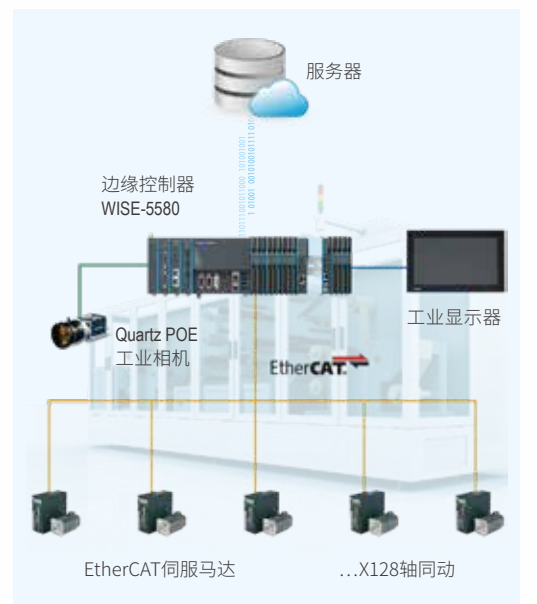 服务器
边缘控制器
WISE-5580
工业显示器
Quartz POE
工业相机
EtherCAT
EtherCAT伺服马达
…X128轴同动